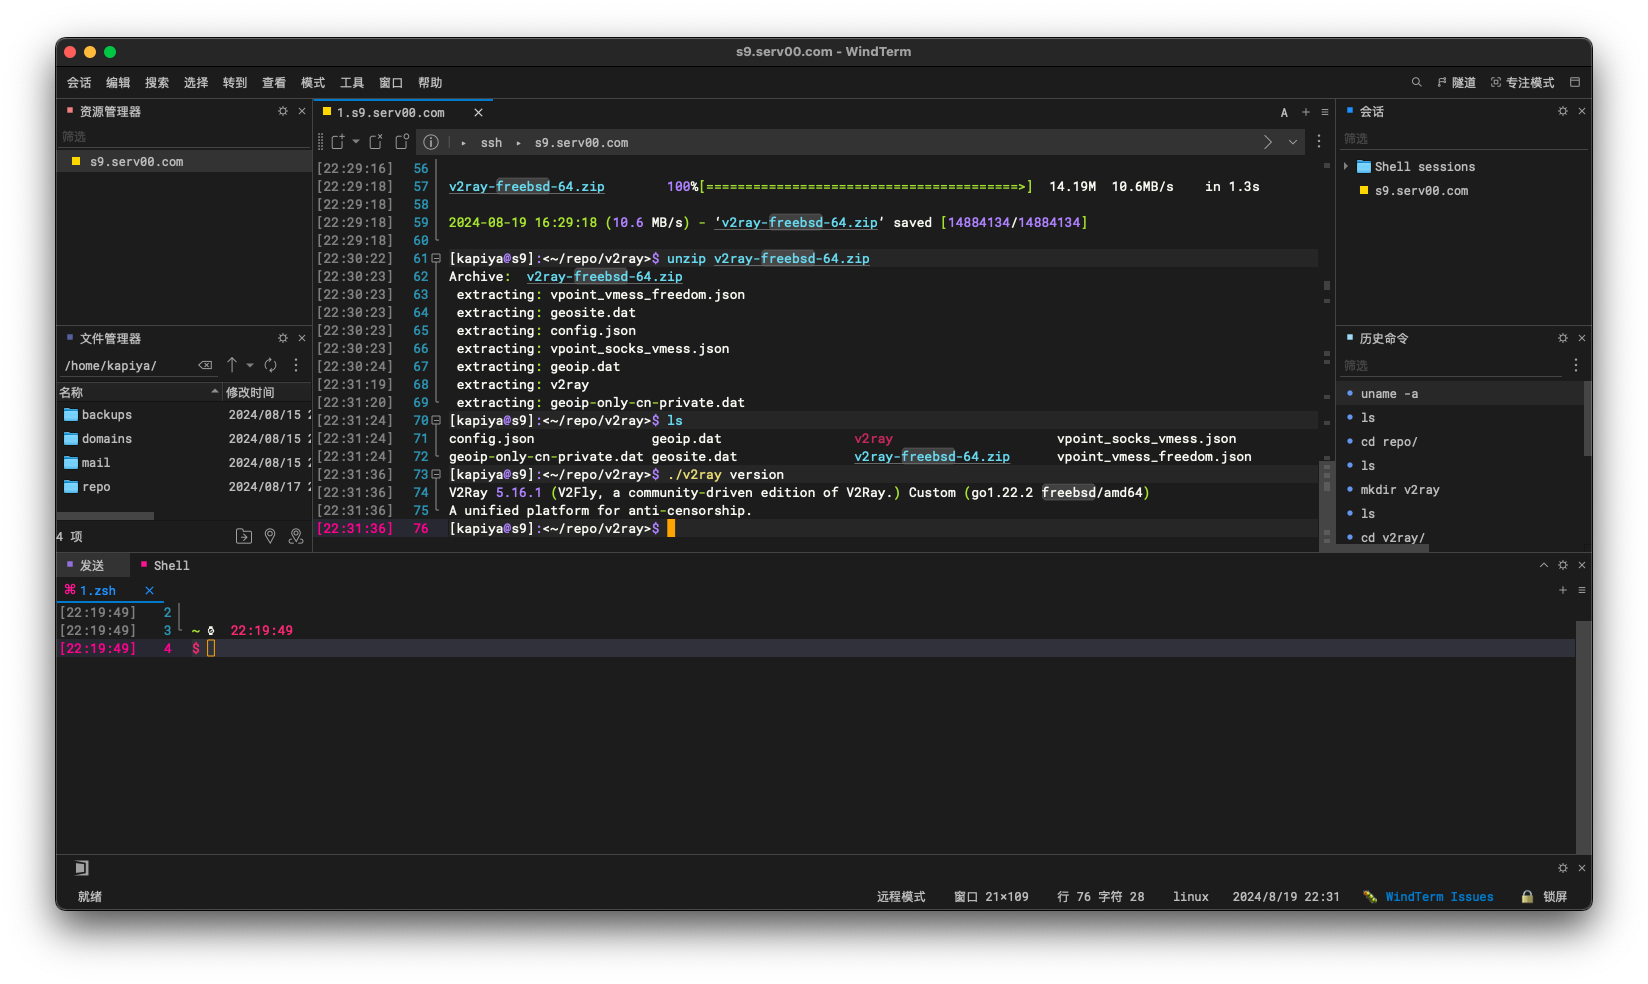 s9.serv00.com - WindTerm
会话 编辑 搜索 选择 转到 查看 模式 工具 窗口 帮助
隧道 专注模式
资源管理器
筛选
s9.serv00.com
文件管理器
/home/kapiya/
名称 修改时间
backups 2024/08/15
domains 2024/08/15
mail 2024/08/15
repo 2024/08/17
4 项
1.s9.serv00.com
A
ssh s9.serv00.com
[22:29:16] 56
[22:29:18] 57 v2ray-freebsd-64.zip 100%[========================================>] 14.19M 10.6MB/s in 1.3s
[22:29:18] 58
[22:29:18] 59 2024-08-19 16:29:18 (10.6 MB/s) - ‘v2ray-freebsd-64.zip’ saved [14884134/14884134]
[22:29:18] 60
[22:30:22] 61 [kapiya@s9]:<~/repo/v2ray>$ unzip v2ray-freebsd-64.zip
[22:30:23] 62 Archive: v2ray-freebsd-64.zip
[22:30:23] 63 extracting: vpoint_vmess_freedom.json
[22:30:23] 64 extracting: geosite.dat
[22:30:23] 65 extracting: config.json
[22:30:23] 66 extracting: vpoint_socks_vmess.json
[22:30:24] 67 extracting: geoip.dat
[22:31:19] 68 extracting: v2ray
[22:31:20] 69 extracting: geoip-only-cn-private.dat
[22:31:24] 70 [kapiya@s9]:<~/repo/v2ray>$ ls
[22:31:24] 71 config.json geoip.dat v2ray vpoint_socks_vmess.json
[22:31:24] 72 geoip-only-cn-private.dat geosite.dat v2ray-freebsd-64.zip vpoint_vmess_freedom.json
[22:31:36] 73 [kapiya@s9]:<~/repo/v2ray>$ ./v2ray version
[22:31:36] 74 V2Ray 5.16.1 (V2Fly, a community-driven edition of V2Ray.) Custom (go1.22.2 freebsd/amd64)
[22:31:36] 75 A unified platform for anti-censorship.
[22:31:36] 76 [kapiya@s9]:<~/repo/v2ray>$
会话
筛选
Shell sessions
s9.serv00.com
历史命令
筛选
uname -a
ls
cd repo/
ls
mkdir v2ray
ls
cd v2ray/
发送 Shell
1.zsh
[22:19:49] 2
[22:19:49] 3 ~ 22:19:49
[22:19:49] 4 $
就绪 远程模式 窗口 21×109 行 76 字符 28 linux 2024/8/19 22:31 WindTerm Issues 锁屏